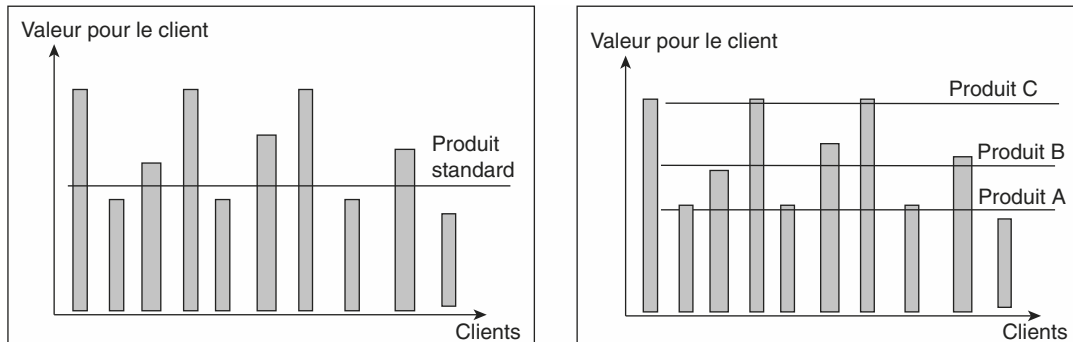 Valeur pour le client
Produit
standard
Clients
Valeur pour le client
Produit C
Produit B
Produit A
Clients